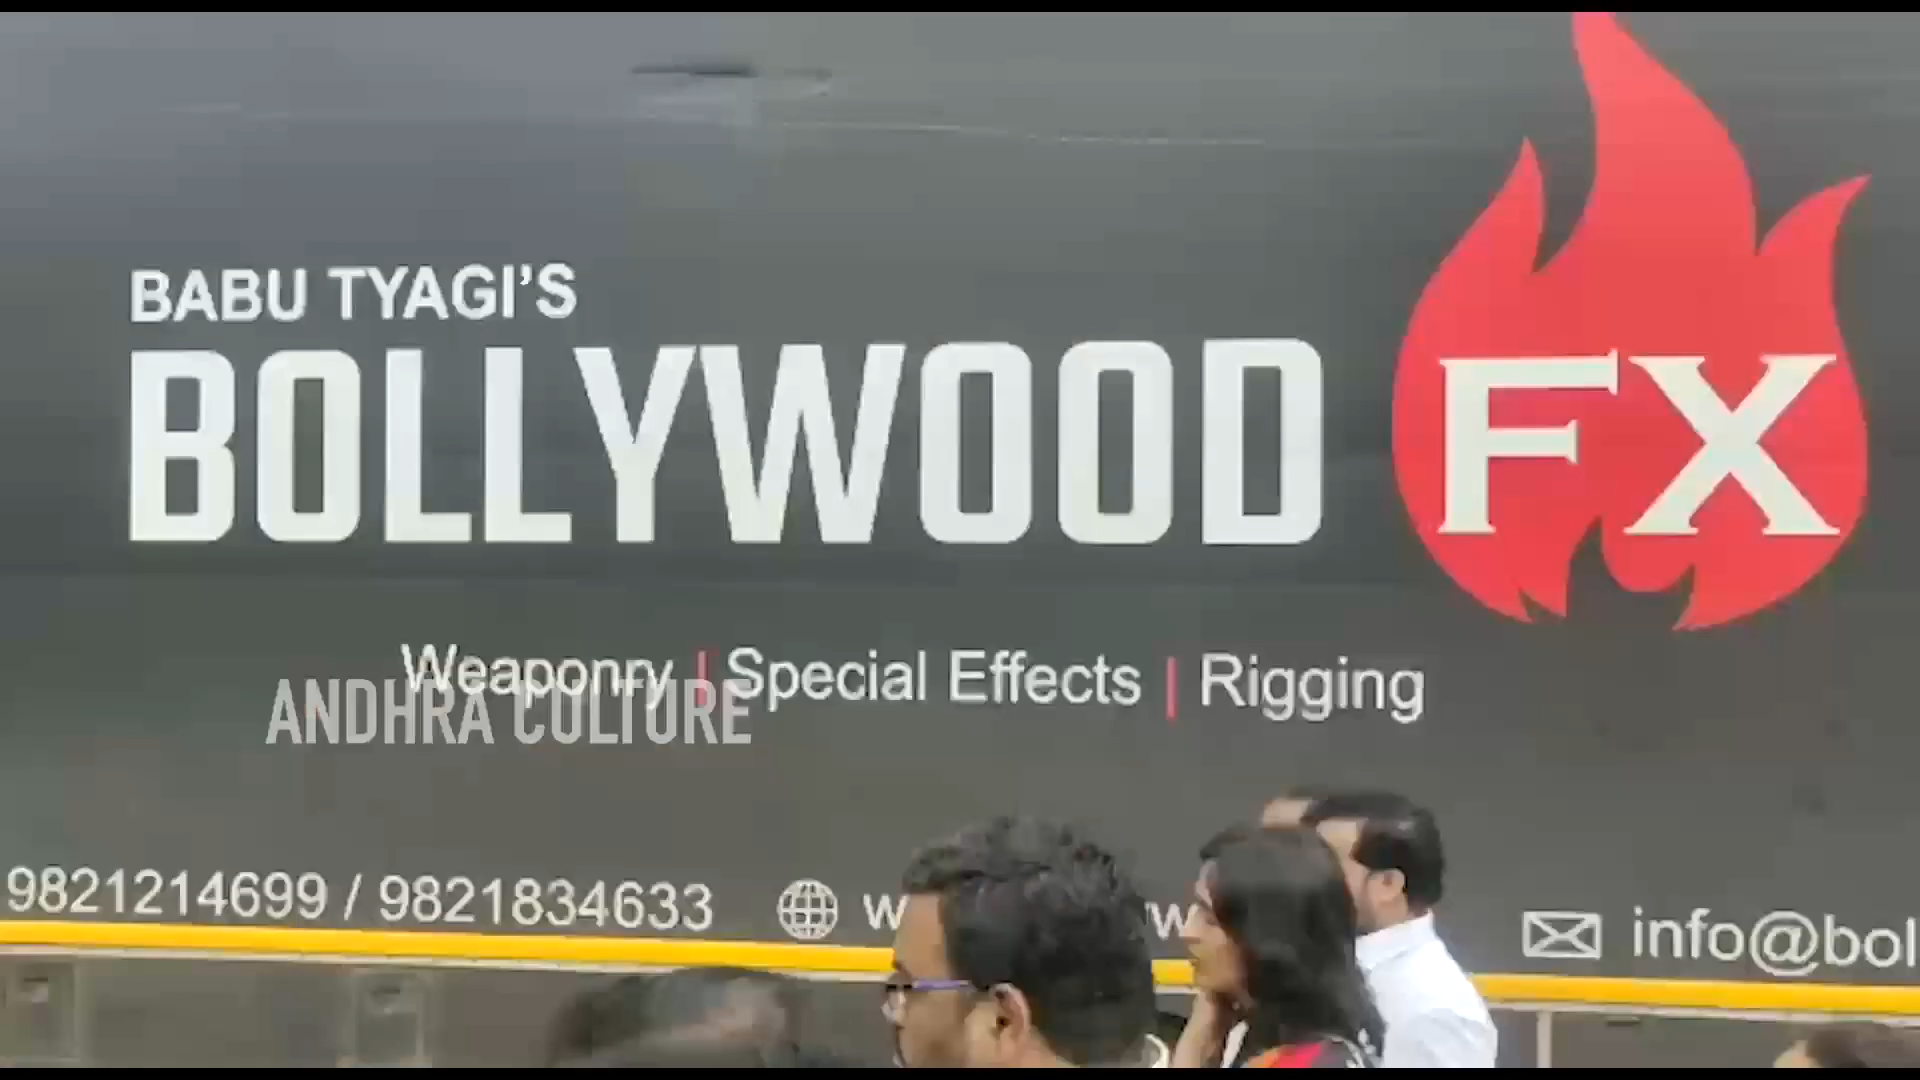 BABU TYAGI'S
BOLLYWOOD FX
Weaponry | Special Effects | Rigging
ANDHRA CULTURE
9821214699 / 9821834633
info@bol